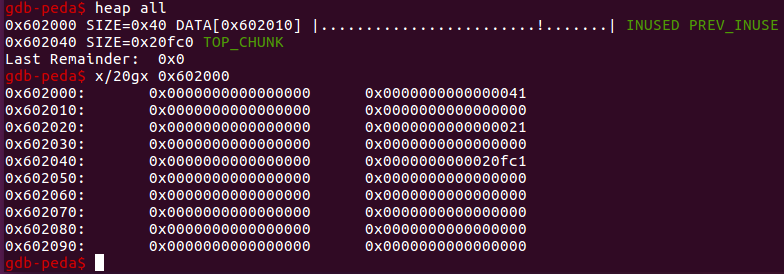 gdb-peda$ heap all
0x602000 SIZE=0x40 DATA[0x602010] |........................!.......| INUSED PREV_INUSE
0x602040 SIZE=0x20fc0 TOP_CHUNK
Last Remainder:  0x0
gdb-peda$ x/20gx 0x602000
0x602000:	0x0000000000000000	0x0000000000000041
0x602010:	0x0000000000000000	0x0000000000000000
0x602020:	0x0000000000000000	0x0000000000000021
0x602030:	0x0000000000000000	0x0000000000000000
0x602040:	0x0000000000000000	0x0000000000020fc1
0x602050:	0x0000000000000000	0x0000000000000000
0x602060:	0x0000000000000000	0x0000000000000000
0x602070:	0x0000000000000000	0x0000000000000000
0x602080:	0x0000000000000000	0x0000000000000000
0x602090:	0x0000000000000000	0x0000000000000000
gdb-peda$